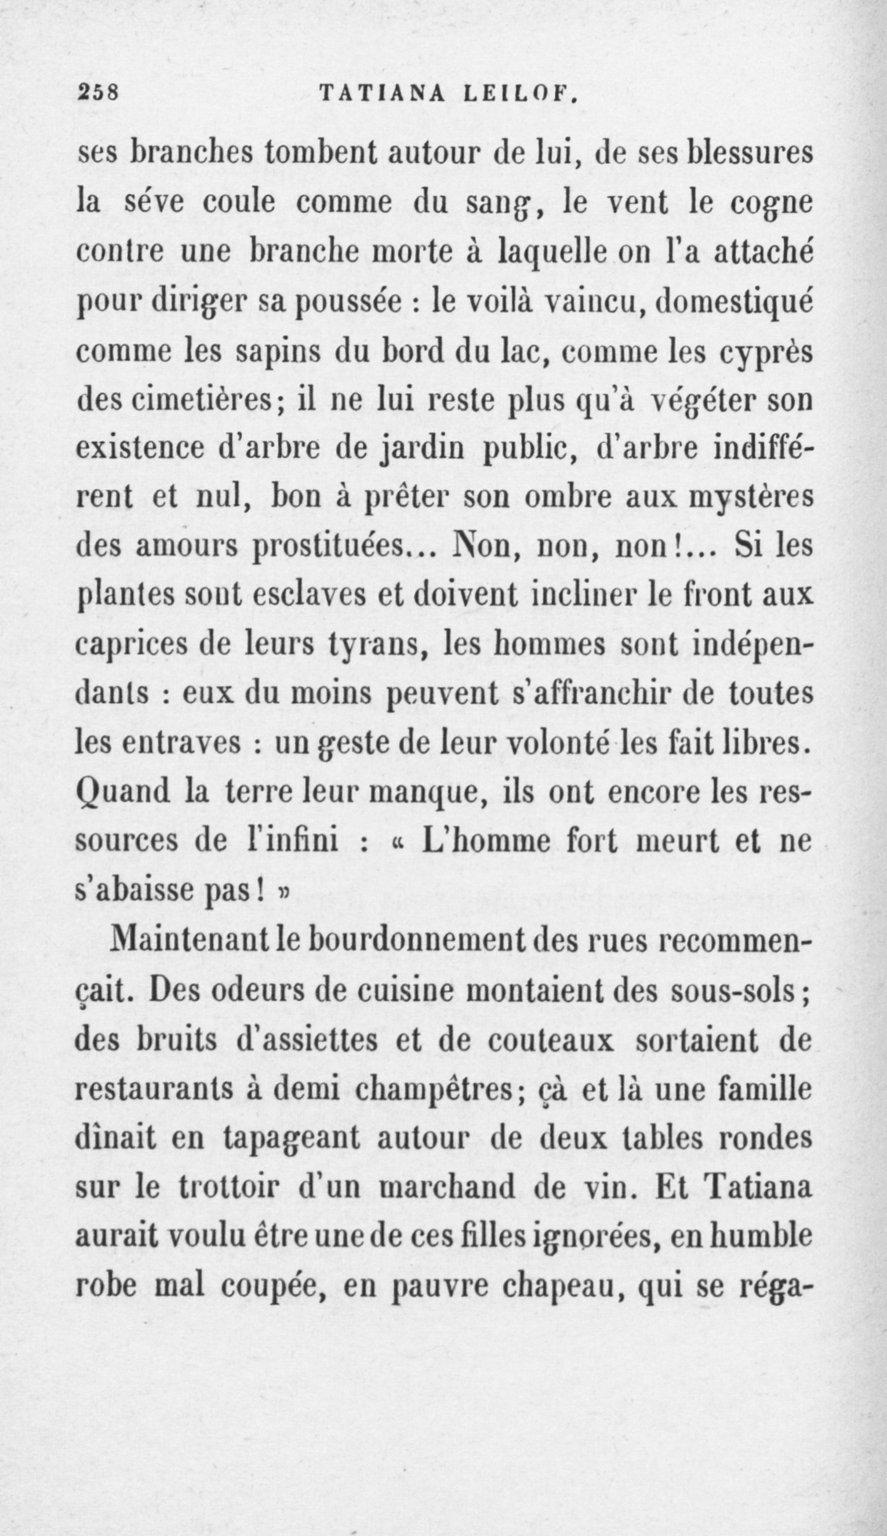 258 TATIANA LEILOF.
ses branches tombent autour de lui, de ses blessures
la séve coule comme du sang, le vent le cogne
contre une branche morte à laquelle on l'a attaché
pour diriger sa poussée : le voilà vaincu, domestiqué
comme les sapins du bord du lac, comme les cyprès
des cimetières; il ne lui reste plus qu'à végéter son
existence d'arbre de jardin public, d'arbre indiffé-
rent et nul, bon à prêter son ombre aux mystères
des amours prostituées... Non, non, non!... Si les
plantes sont esclaves et doivent incliner le front aux
caprices de leurs tyrans, les hommes sont indépen-
dants : eux du moins peuvent s'affranchir de toutes
les entraves : un geste de leur volonté les fait libres.
Quand la terre leur manque, ils ont encore les res-
sources de l'infini : « L'homme fort meurt et ne
s'abaisse pas! »
Maintenant le bourdonnement des rues recommen-
çait. Des odeurs de cuisine montaient des sous-sols;
des bruits d'assiettes et de couteaux sortaient de
restaurants à demi champêtres; çà et là une famille
dînait en tapageant autour de deux tables rondes
sur le trottoir d'un marchand de vin. Et Tatiana
aurait voulu être une de ces filles ignorées, en humble
robe mal coupée, en pauvre chapeau, qui se réga-